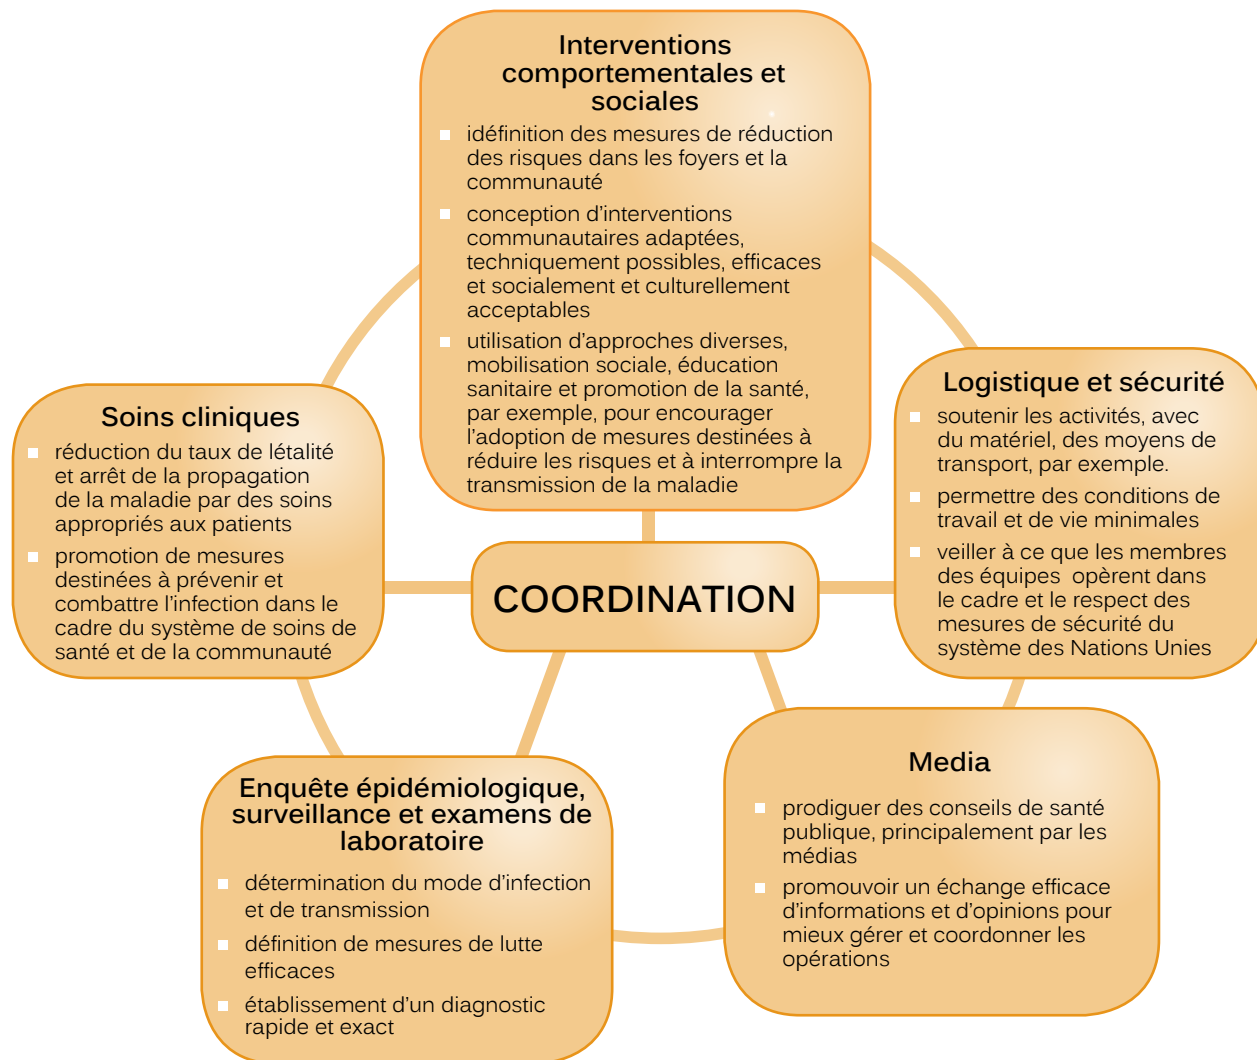 Interventions
comportementales et
sociales
idéfinition des mesures de réduction
des risques dans les foyers et la
communauté
conception d’interventions
communautaires adaptées,
techniquement possibles, efficaces
et socialement et culturellement
acceptables
utilisation d’approches diverses,
mobilisation sociale, éducation
sanitaire et promotion de la santé,
par exemple, pour encourager
l’adoption de mesures destinées à
réduire les risques et à interrompre la
transmission de la maladie
Soins cliniques
réduction du taux de létalité
et arrêt de la propagation
de la maladie par des soins
appropriés aux patients
promotion de mesures
destinées à prévenir et
combattre l’infection dans le
cadre du système de soins de
santé et de la communauté
COORDINATION
Logistique et sécurité
soutenir les activités, avec
du matériel, des moyens de
transport, par exemple.
permettre des conditions de
travail et de vie minimales
veiller à ce que les membres
des équipes opèrent dans
le cadre et le respect des
mesures de sécurité du
système des Nations Unies
Enquête épidémiologique,
surveillance et examens de
laboratoire
détermination du mode d’infection
et de transmission
définition de mesures de lutte
efficaces
établissement d’un diagnostic
rapide et exact
Media
prodiguer des conseils de santé
publique, principalement par les
médias
promouvoir un échange efficace
d’informations et d’opinions pour
mieux gérer et coordonner les
opérations